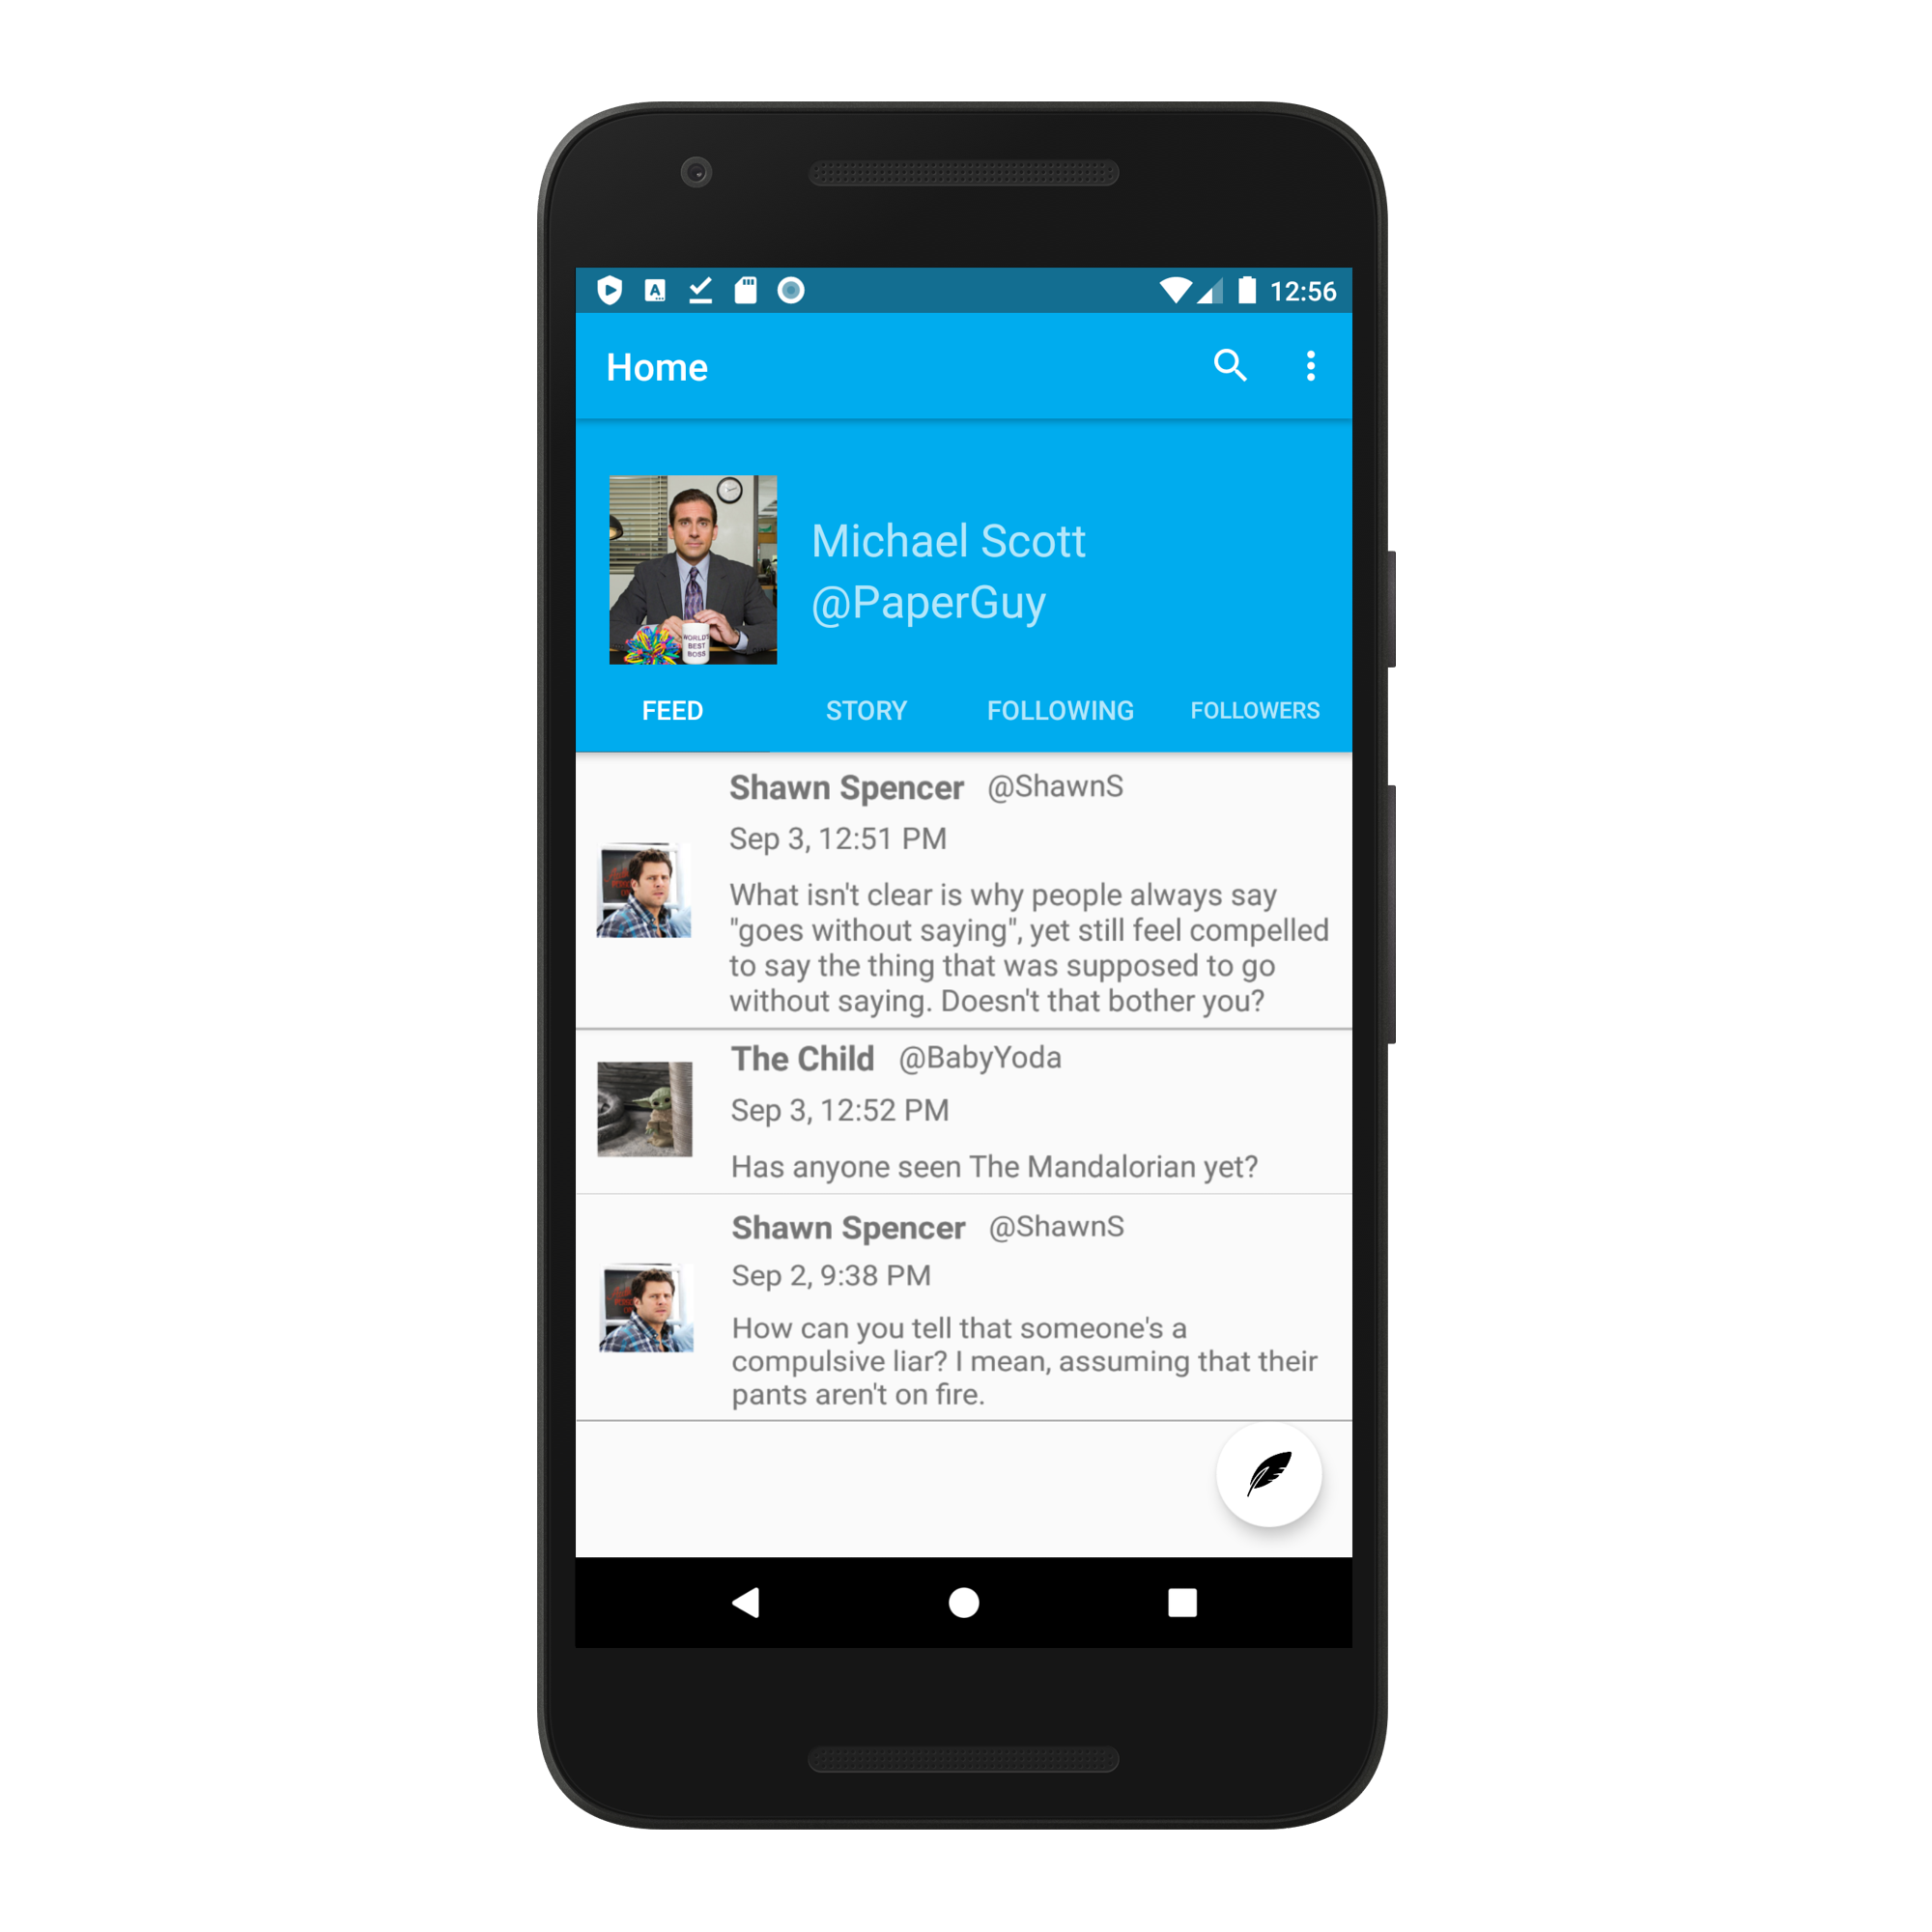 12:56
Home
Michael Scott
@PaperGuy
WORLD'S
BEST
BOSS
FEED STORY FOLLOWING FOLLOWERS
Shawn Spencer @ShawnS
Sep 3, 12:51 PM
What isn't clear is why people always say
"goes without saying", yet still feel compelled
to say the thing that was supposed to go
without saying. Doesn't that bother you?
The Child @BabyYoda
Sep 3, 12:52 PM
Has anyone seen The Mandalorian yet?
Shawn Spencer @ShawnS
Sep 2, 9:38 PM
How can you tell that someone's a
compulsive liar? I mean, assuming that their
pants aren't on fire.